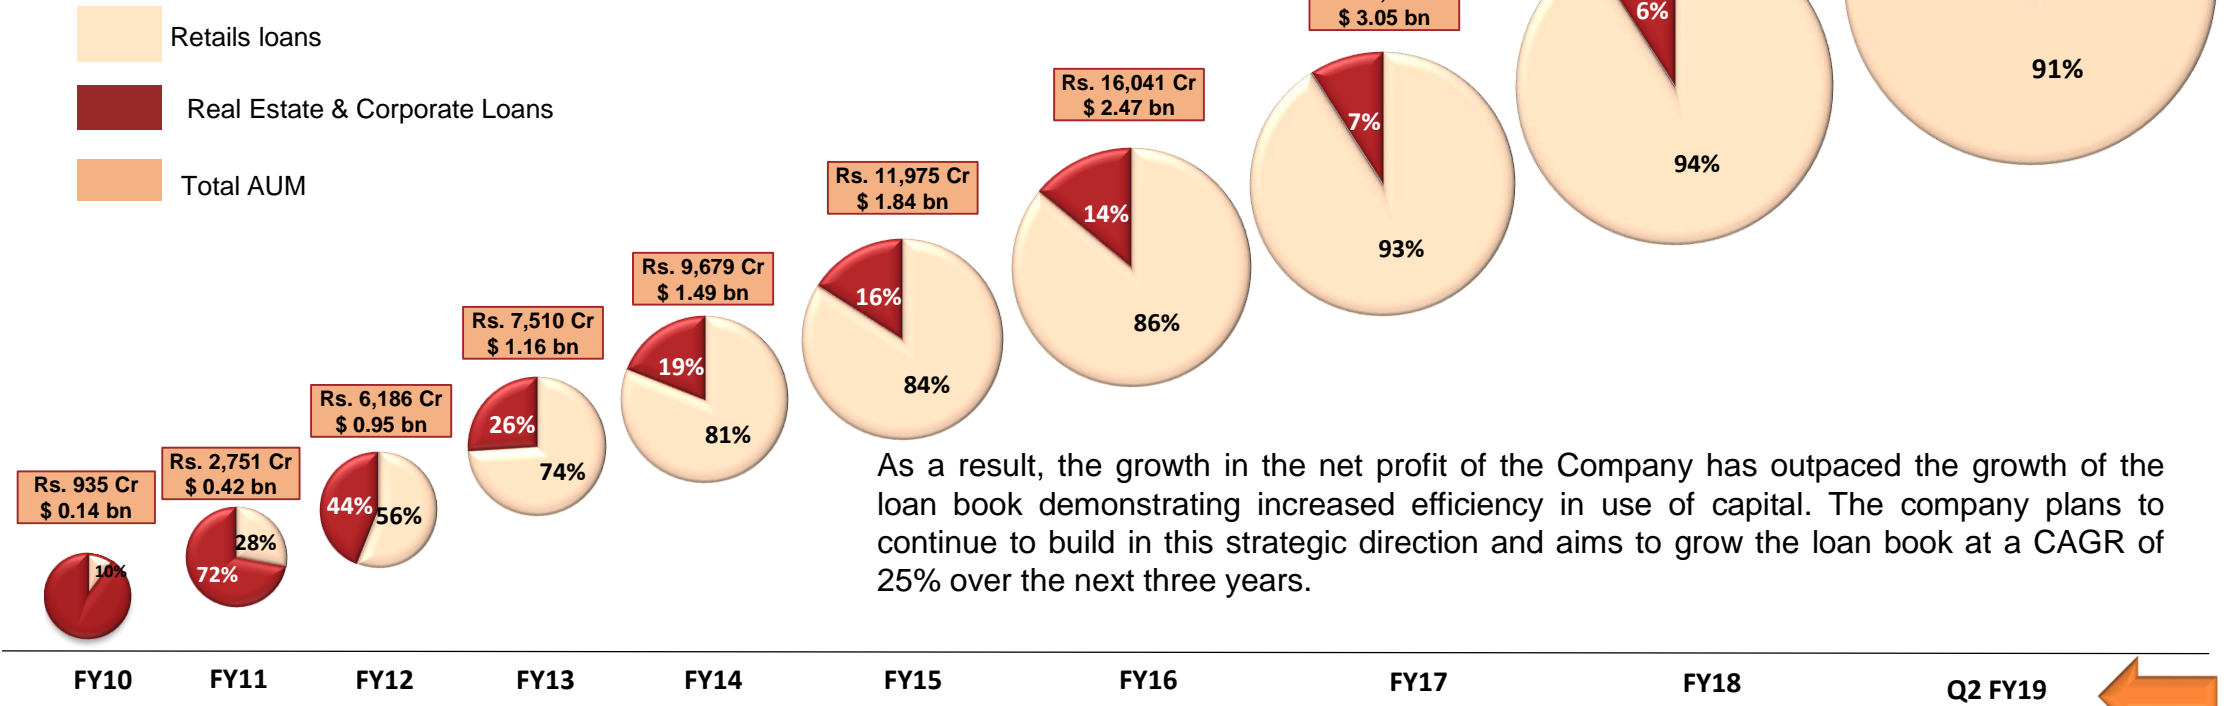 Retails loans
Real Estate & Corporate Loans
Total AUM
Rs. 935 Cr
$ 0.14 bn
10%
Rs. 2,751 Cr
$ 0.42 bn
28%
72%
Rs. 6,186 Cr
$ 0.95 bn
44%
56%
Rs. 7,510 Cr
$ 1.16 bn
26%
74%
Rs. 9,679 Cr
$ 1.49 bn
19%
81%
Rs. 11,975 Cr
$ 1.84 bn
16%
84%
Rs. 16,041 Cr
$ 2.47 bn
14%
86%
$ 3.05 bn
7%
93%
6%
94%
91%
As a result, the growth in the net profit of the Company has outpaced the growth of the
loan book demonstrating increased efficiency in use of capital. The company plans to
continue to build in this strategic direction and aims to grow the loan book at a CAGR of
25% over the next three years.
FY10
FY11
FY12
FY13
FY14
FY15
FY16
FY17
FY18
Q2 FY19